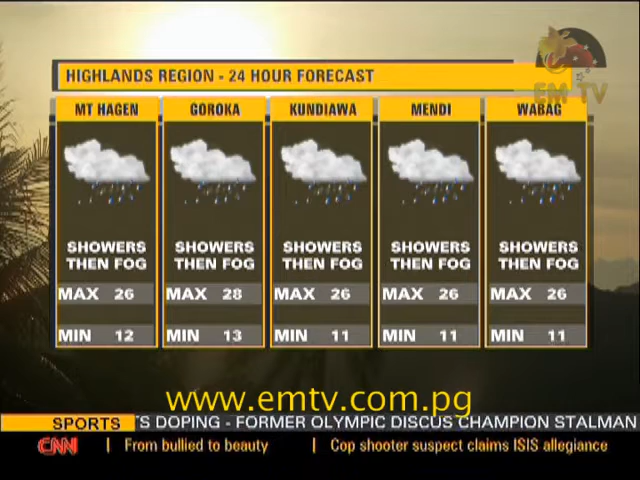 HIGHLANDS REGION - 24 HOUR FORECAST
EM TV
MT HAGEN
SHOWERS
THEN FOG
MAX 26
MIN 12
GOROKA
SHOWERS
THEN FOG
MAX 28
MIN 13
KUNDIAWA
SHOWERS
THEN FOG
MAX 26
MIN 11
MENDI
SHOWERS
THEN FOG
MAX 26
MIN 11
WABAG
SHOWERS
THEN FOG
MAX 26
MIN 11
www.emtv.com.pg
SPORTS 'S DOPING - FORMER OLYMPIC DISCUS CHAMPION STALMAN
CNN | From bullied to beauty | Cop shooter suspect claims ISIS allegiance